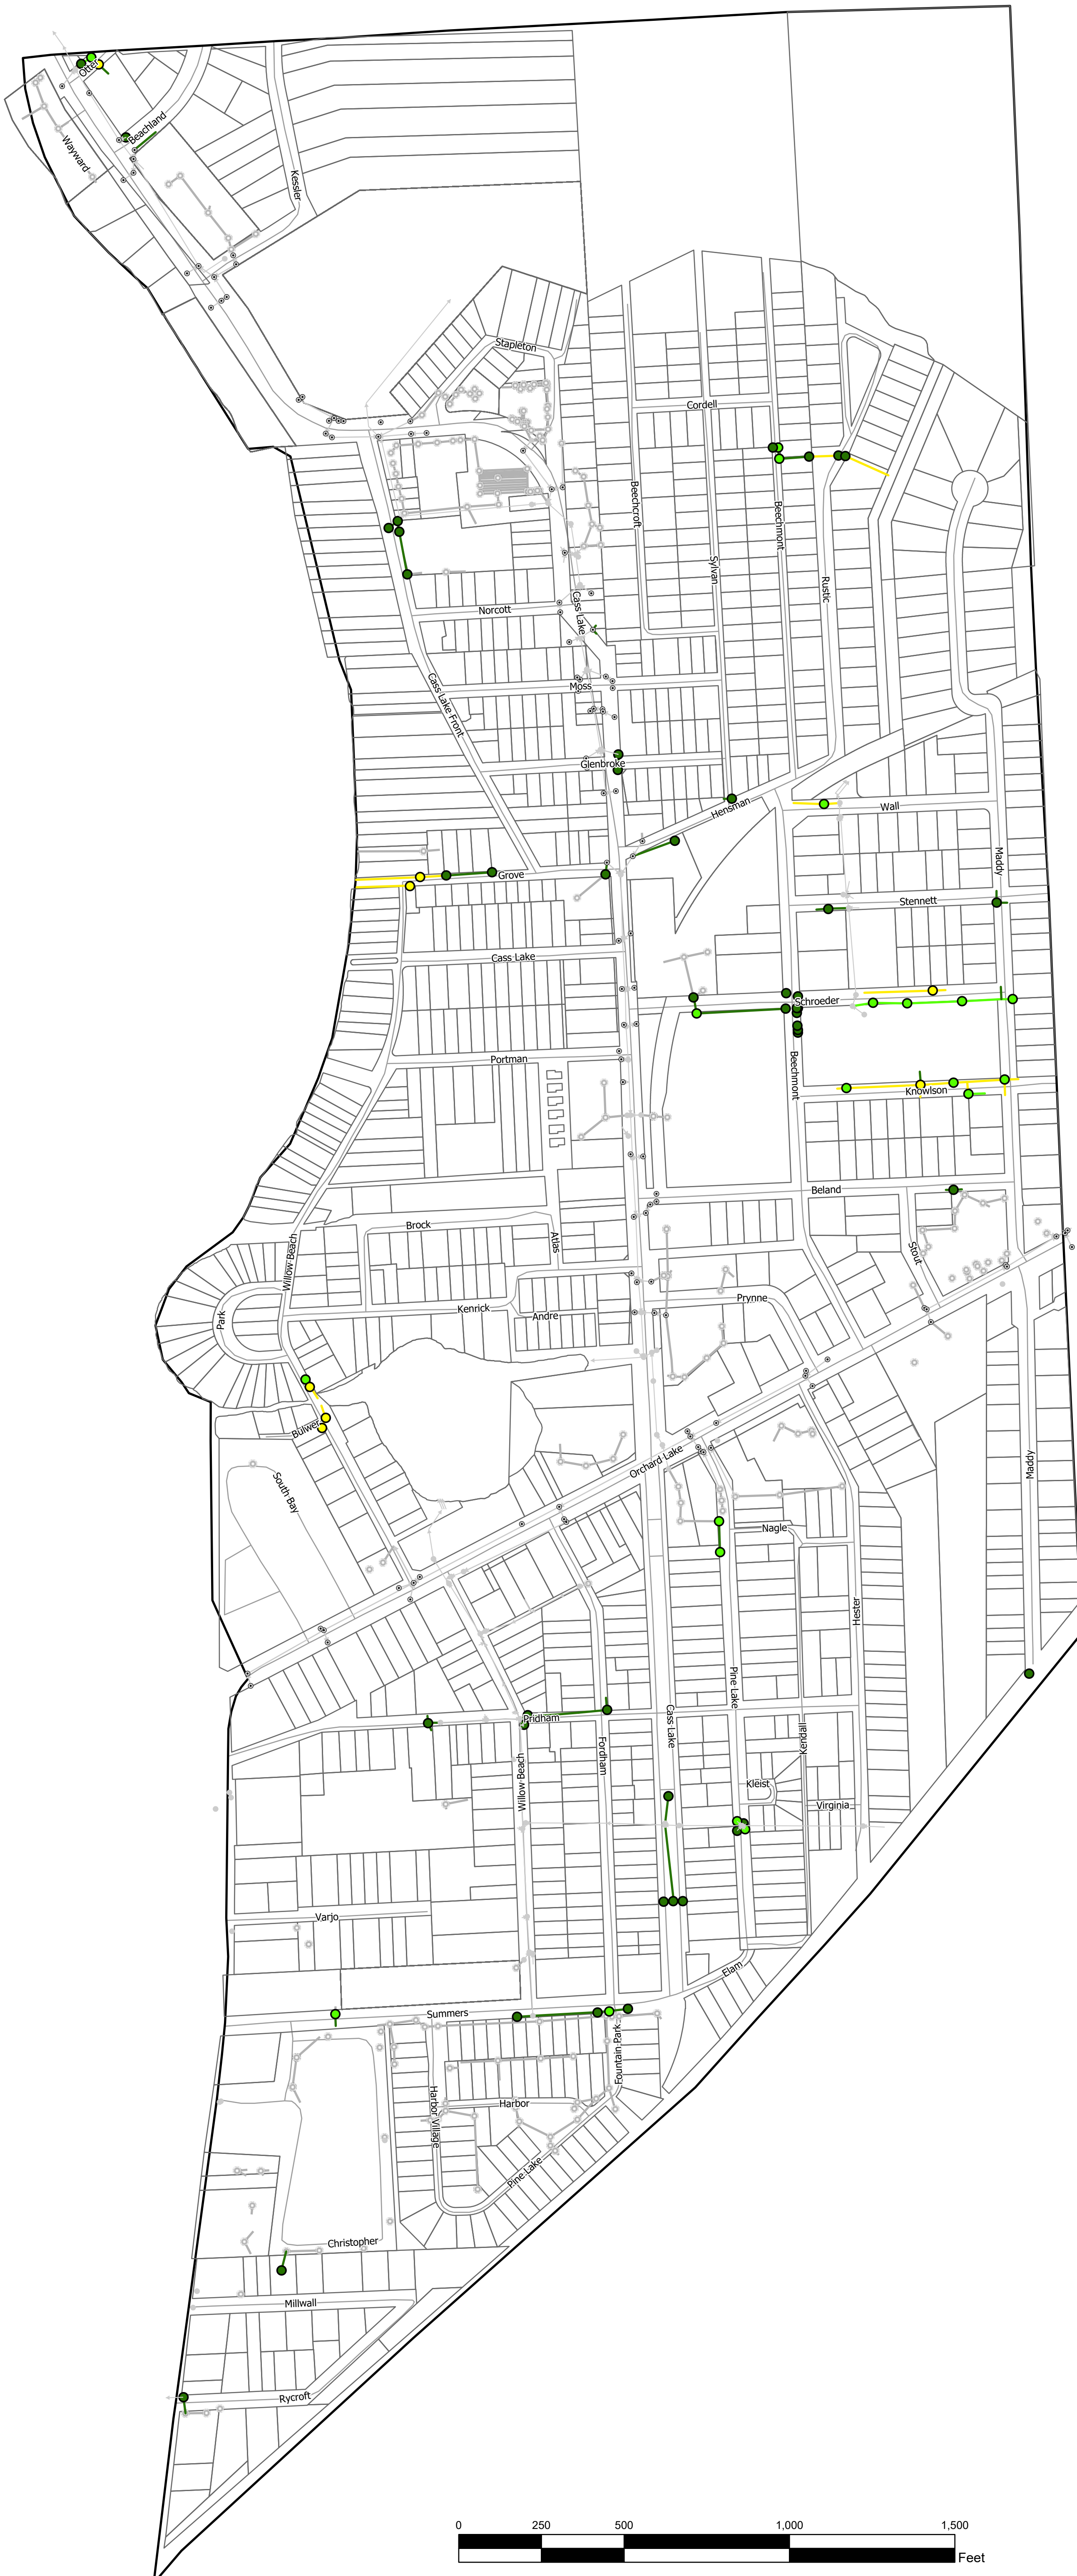 Otter
Beachland
Wayward
Kessler
Stapleton
Cordell
Beechcroft
Beechmont
Sylvan
Rustic
Norcott
Cass Lake
Moss
Cass Lake Front
Glenbroke
Hensman
Wall
Maddy
Grove
Stennett
Cass Lake
Schroeder
Portman
Beechmont
Knowlson
Beland
Brock
Atlas
Stout
Willow Beach
Prynne
Kenrick
Andre
Park
Bulwer
Orchard Lake
South Bay
Maddy
Nagle
Hester
Pine Lake
Cass Lake
Pridham
Kendall
Fordham
Willow Beach
Kleist
Virginia
Varjo
Elam
Summers
Fountain Park
Harbor
Harbor Village
Pine Lake
Christopher
Millwall
Rycroft
0 250 500 1,000 1,500
Feet